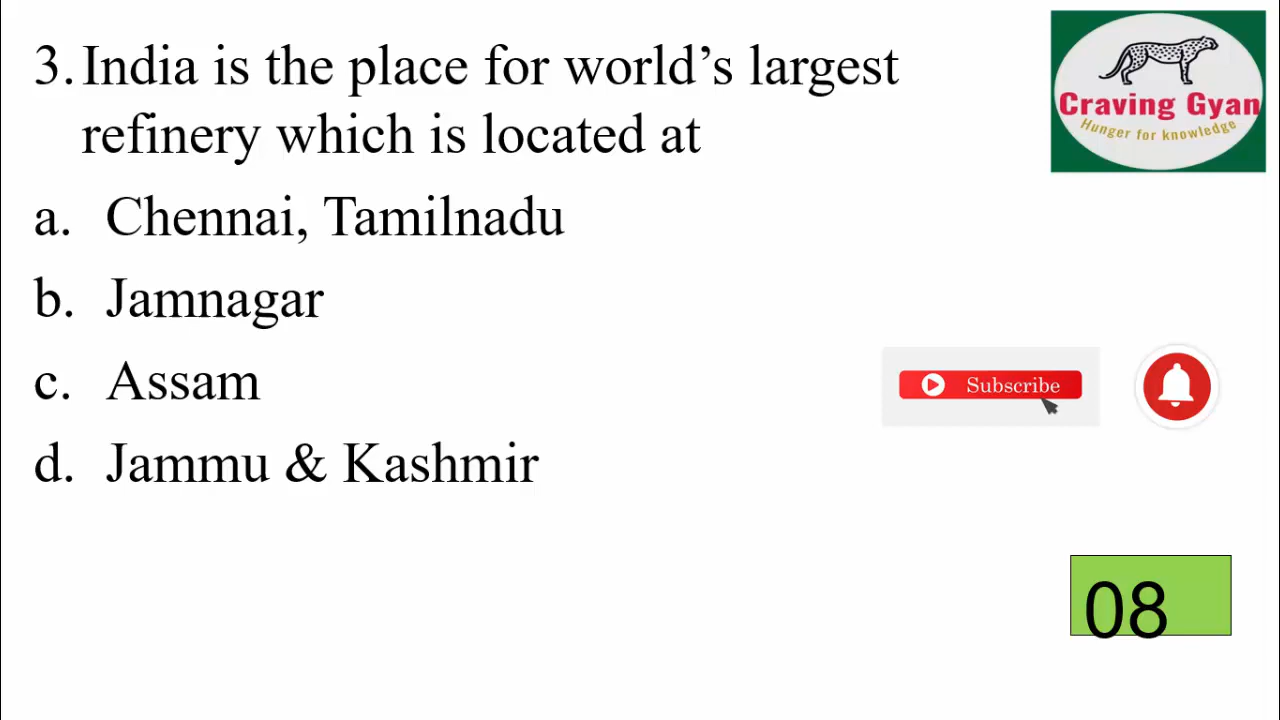 3. India is the place for world’s largest
refinery which is located at
a. Chennai, Tamilnadu
b. Jamnagar
c. Assam
d. Jammu & Kashmir
Craving Gyan
Hunger for knowledge
Subscribe
08